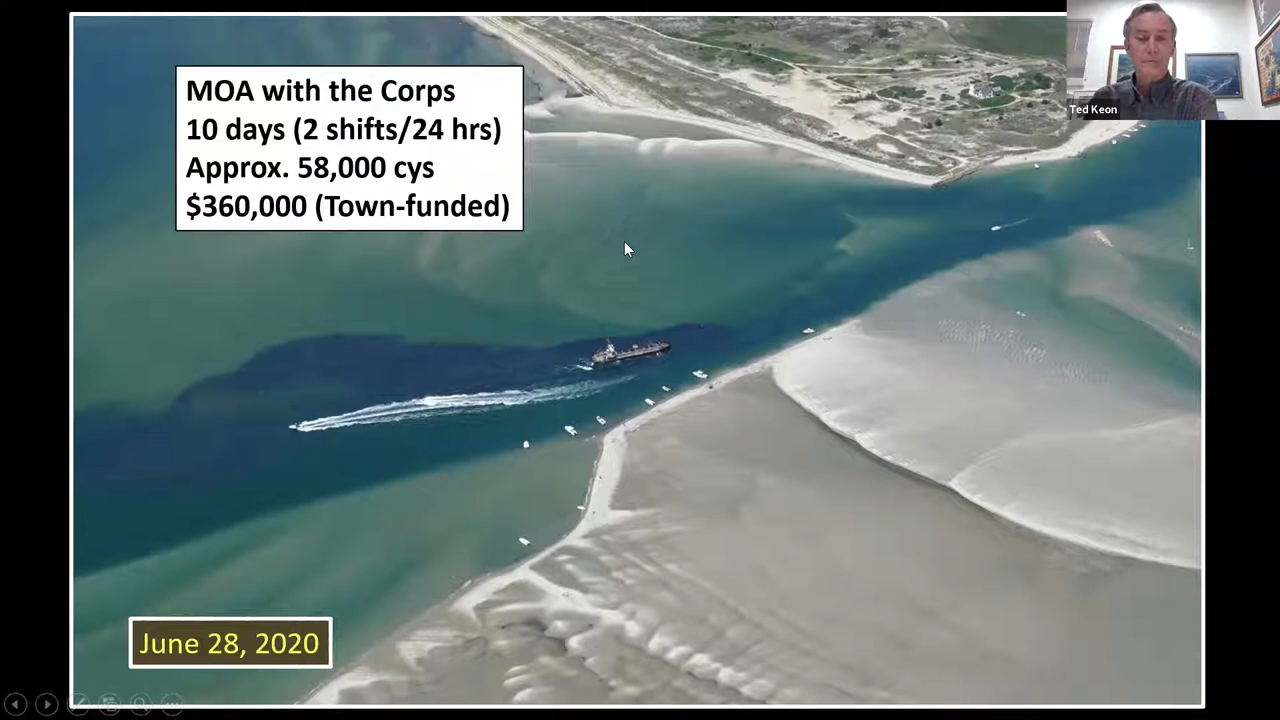 MOA with the Corps
10 days (2 shifts/24 hrs)
Approx. 58,000 cys
$360,000 (Town-funded)
Ted Keon
June 28, 2020